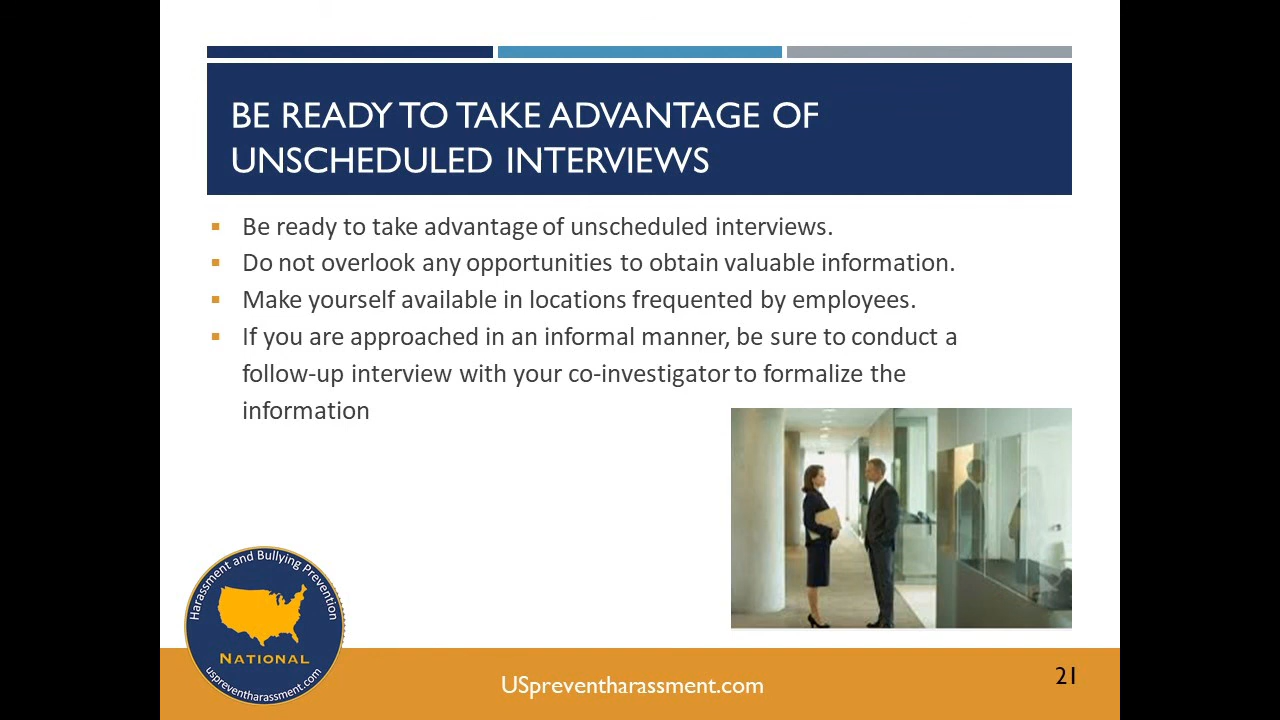 BE READY TO TAKE ADVANTAGE OF
UNSCHEDULED INTERVIEWS
▪ Be ready to take advantage of unscheduled interviews.
▪ Do not overlook any opportunities to obtain valuable information.
▪ Make yourself available in locations frequented by employees.
▪ If you are approached in an informal manner, be sure to conduct a
follow-up interview with your co-investigator to formalize the
information
Harassment and Bullying Prevention
NATIONAL
uspreventharassment.com
USpreventharassment.com
21